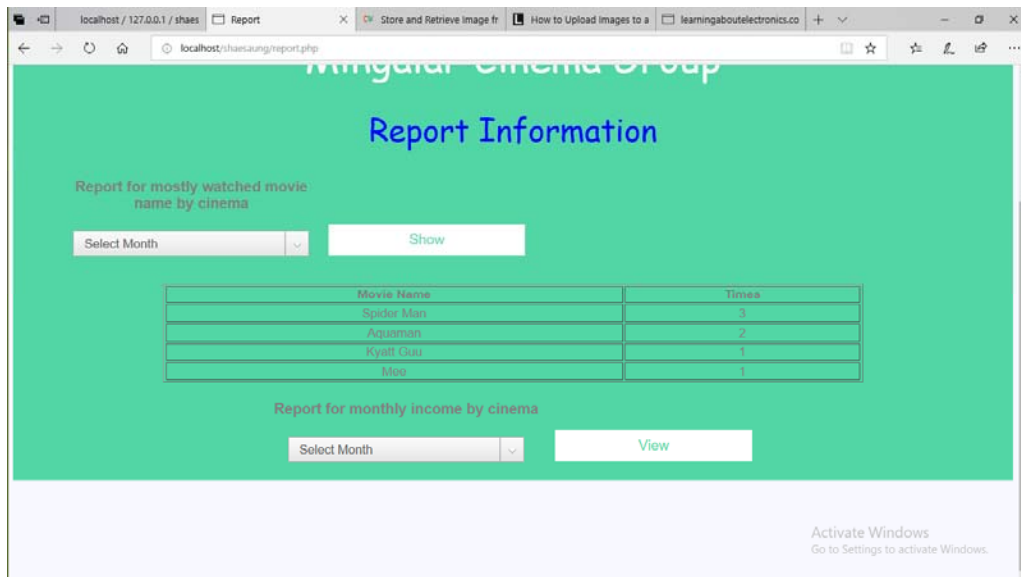 localhost / 127.0.0.1 / shaes
Report
Store and Retrieve Image fr
How to Upload Images to a
learningaboutelectronics.co
localhost/shaesaung/report.php
Mingalar Cinema Group
Report Information
Report for mostly watched movie
name by cinema
Select Month
Show
Movie Name Times
Spider Man 3
Aquaman 2
Kyatt Guu 1
Moe 1
Report for monthly income by cinema
Select Month
View
Activate Windows
Go to Settings to activate Windows.